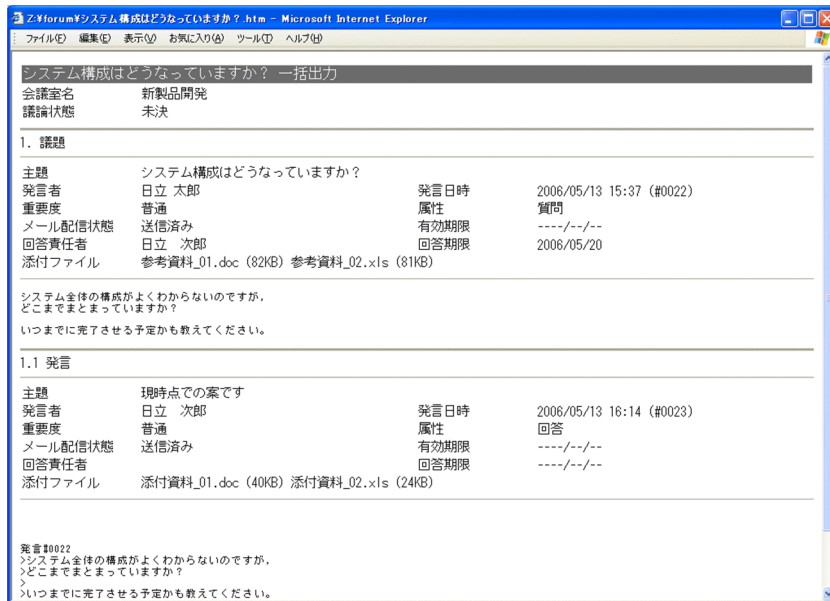 Z:¥forum¥システム構成はどうなっていますか？.htm - Microsoft Internet Explorer
ファイル(F) 編集(E) 表示(V) お気に入り(A) ツール(T) ヘルプ(H)
システム構成はどうなっていますか？ 一括出力
会議室名 新製品開発
議論状態 未決
1. 議題
主題 システム構成はどうなっていますか？
発言者 日立 太郎 発言日時 2006/05/13 15:37 (#0022)
重要度 普通 属性 質問
メール配信状態 送信済み 有効期限 ----/--/--
回答責任者 日立 次郎 回答期限 2006/05/20
添付ファイル 参考資料_01.doc (82KB) 参考資料_02.xls (81KB)
システム全体の構成がよくわからないのですが，
どこまでまとまっていますか？
いつまでに完了させる予定かも教えてください。
1.1 発言
主題 現時点での案です
発言者 日立 次郎 発言日時 2006/05/13 16:14 (#0023)
重要度 普通 属性 回答
メール配信状態 送信済み 有効期限 ----/--/--
回答責任者 回答期限 ----/--/--
添付ファイル 添付資料_01.doc (40KB) 添付資料_02.xls (24KB)
発言#0022
>システム全体の構成がよくわからないのですが，
>どこまでまとまっていますか？
>
>いつまでに完了させる予定かも教えてください。